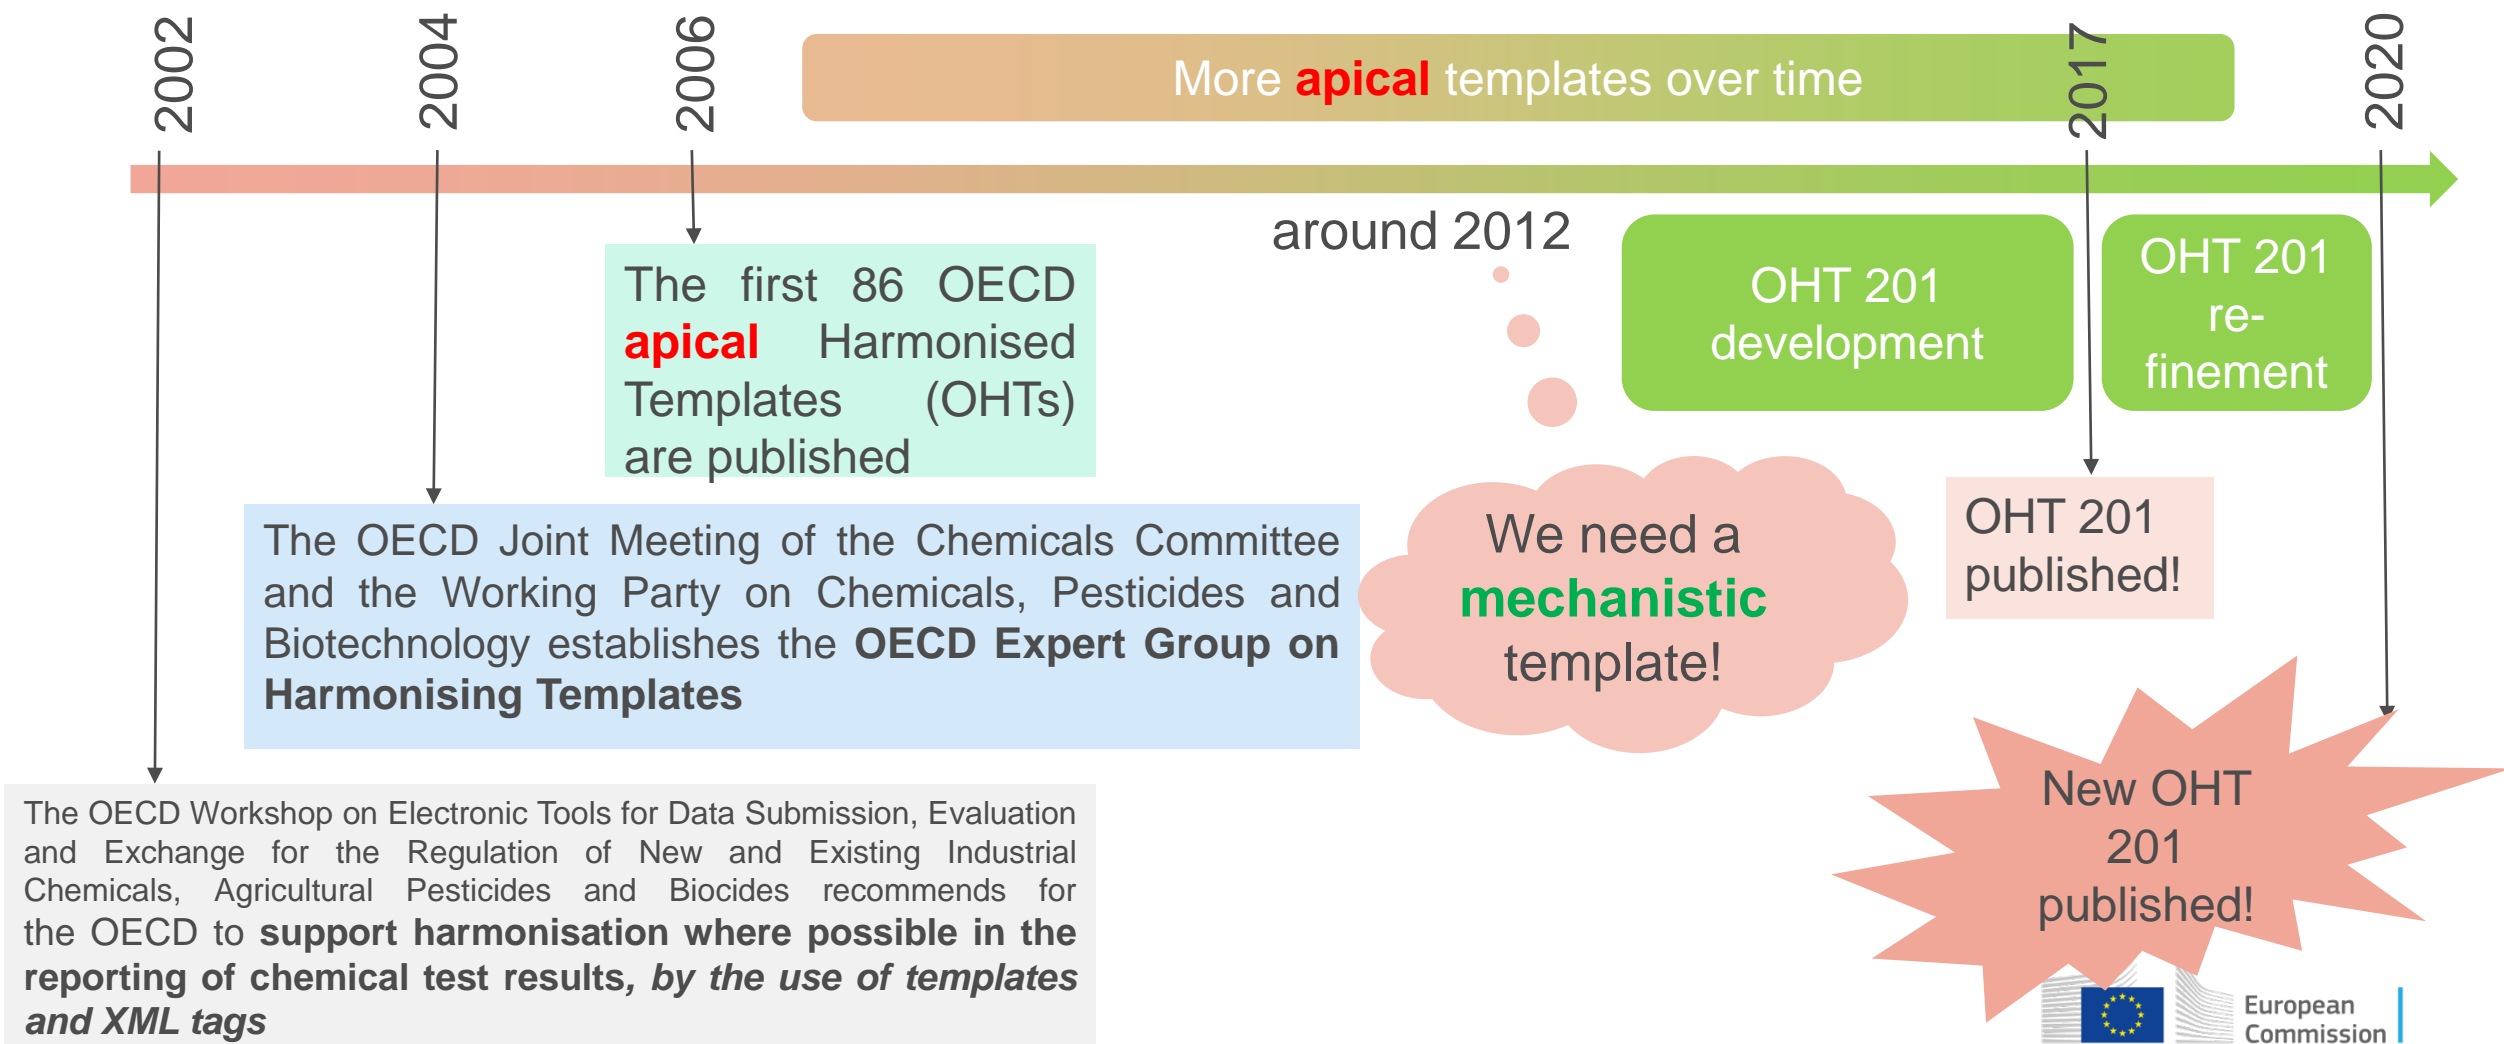 2002
2004
2006
More apical templates over time
2017
2020
around 2012
The first 86 OECD
apical Harmonised
Templates (OHTs)
are published
OHT 201
development
OHT 201
re-
finement
The OECD Joint Meeting of the Chemicals Committee
and the Working Party on Chemicals, Pesticides and
Biotechnology establishes the OECD Expert Group on
Harmonising Templates
We need a
mechanistic
template!
OHT 201
published!
The OECD Workshop on Electronic Tools for Data Submission, Evaluation
and Exchange for the Regulation of New and Existing Industrial
Chemicals, Agricultural Pesticides and Biocides recommends for
the OECD to support harmonisation where possible in the
reporting of chemical test results, by the use of templates
and XML tags
New OHT
201
published!
European
Commission